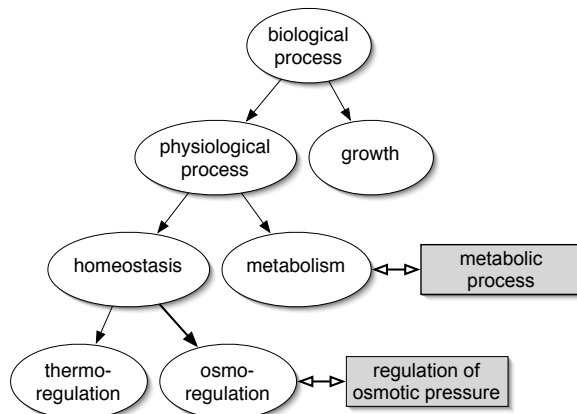 biological
process
physiological
process
growth
homeostasis
metabolism
metabolic
process
thermo-
regulation
osmo-
regulation
regulation of
osmotic pressure